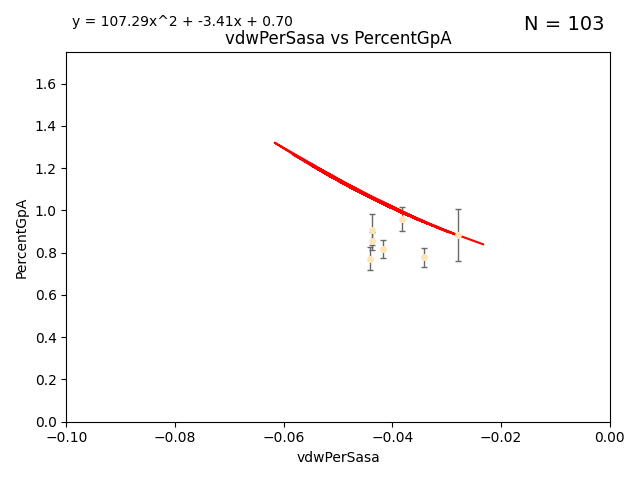 y = 107.29x^2 + -3.41x + 0.70
N = 103
vdwPerSasa vs PercentGpA
PercentGpA
1.6
1.4
1.2
1.0
0.8
0.6
0.4
0.2
0.0
−0.10 −0.08 −0.06 −0.04 −0.02 0.00
vdwPerSasa